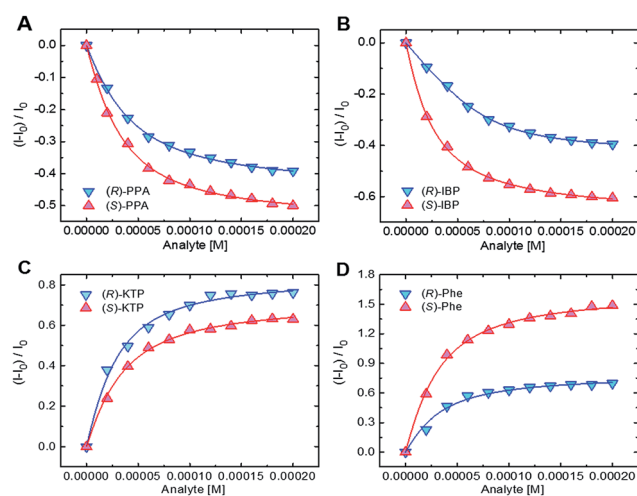 A
0.0
-0.1
-0.2
-0.3
-0.4
-0.5
(I-I0) / I0
(R)-PPA
(S)-PPA
0.00000
0.00005
0.00010
0.00015
0.00020
Analyte [M]
B
0.0
-0.2
-0.4
-0.6
(I-I0) / I0
(R)-IBP
(S)-IBP
0.00000
0.00005
0.00010
0.00015
0.00020
Analyte [M]
C
0.8
0.6
0.4
0.2
0.0
(I-I0) / I0
(R)-KTP
(S)-KTP
0.00000
0.00005
0.00010
0.00015
0.00020
Analyte [M]
D
1.8
1.5
1.2
0.9
0.6
0.3
0.0
(I-I0) / I0
(R)-Phe
(S)-Phe
0.00000
0.00005
0.00010
0.00015
0.00020
Analyte [M]